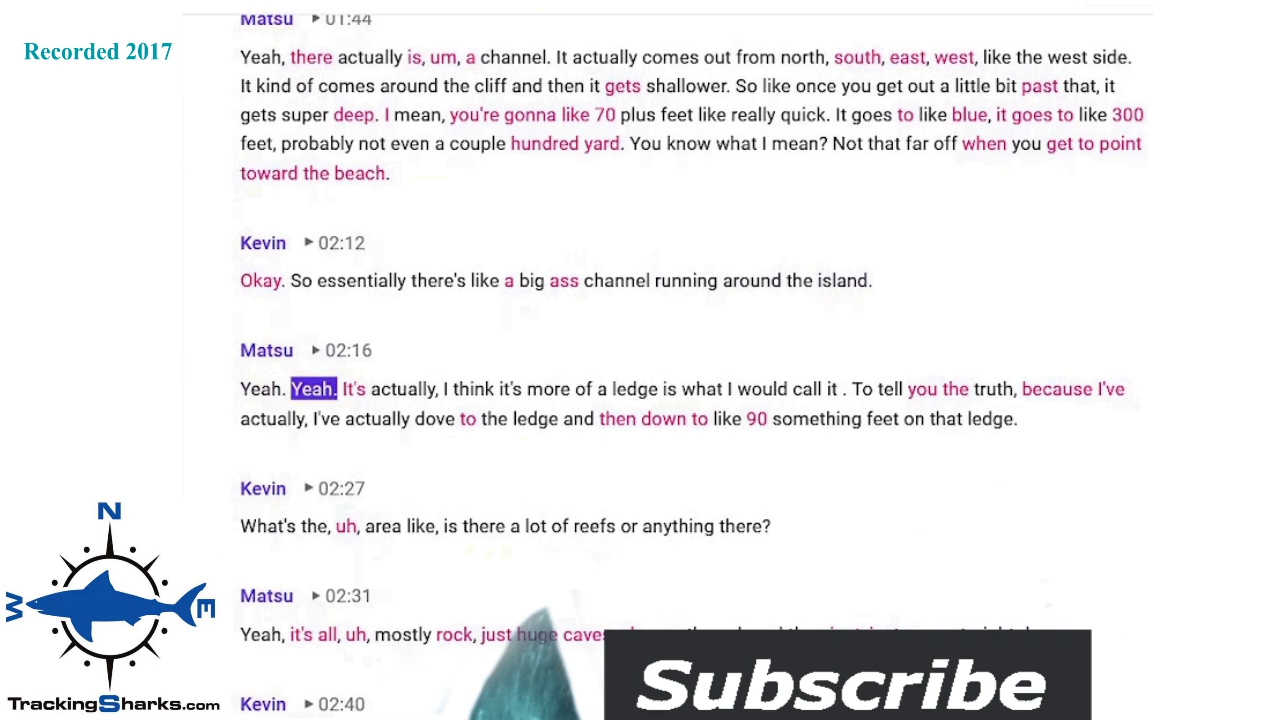 Matsu ▶ 01:44
Recorded 2017
Yeah, there actually is, um, a channel. It actually comes out from north, south, east, west, like the west side.
It kind of comes around the cliff and then it gets shallower. So like once you get out a little bit past that, it
gets super deep. I mean, you're gonna like 70 plus feet like really quick. It goes to like blue, it goes to like 300
feet, probably not even a couple hundred yard. You know what I mean? Not that far off when you get to point
toward the beach.
Kevin ▶ 02:12
Okay. So essentially there's like a big ass channel running around the island.
Matsu ▶ 02:16
Yeah. Yeah. It's actually, I think it's more of a ledge is what I would call it . To tell you the truth, because I've
actually, I've actually dove to the ledge and then down to like 90 something feet on that ledge.
Kevin ▶ 02:27
What's the, uh, area like, is there a lot of reefs or anything there?
Matsu ▶ 02:31
Yeah, it's all, uh, mostly rock, just huge caves
Kevin ▶ 02:40
N
W
E
TrackingSharks.com
Subscribe